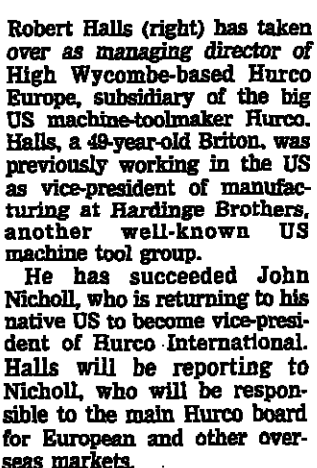 Robert Halls (right) has taken
over as managing director of
High Wycombe-based Hurco
Europe, subsidiary of the big
US machine-toolmaker Hurco.
Halls, a 49-year-old Briton, was
previously working in the US
as vice-president of manufac-
turing at Hardinge Brothers,
another well-known US
machine tool group.
He has succeeded John
Nicholl, who is returning to his
native US to become vice-presi-
dent of Hurco International.
Halls will be reporting to
Nicholl, who will be respon-
sible to the main Hurco board
for European and other over-
seas markets.